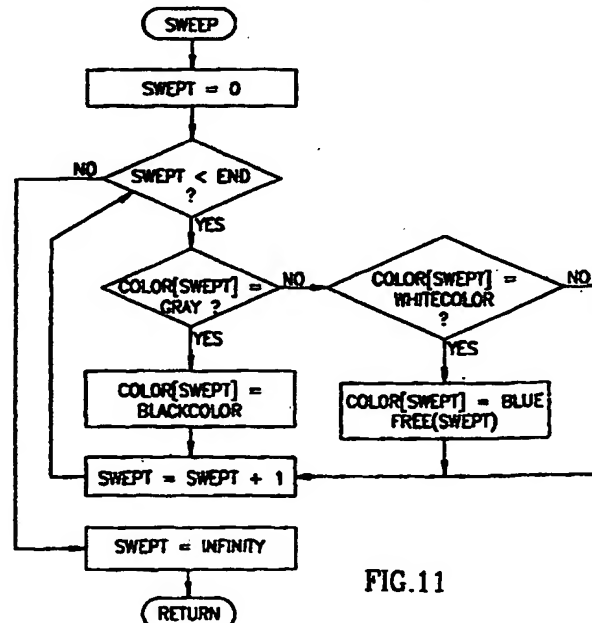 SWEEP
SWEPT = 0
SWEPT < END
?
NO
YES
COLOR[SWEPT] =
GRAY ?
NO
YES
COLOR[SWEPT] =
WHITECOLOR
?
NO
YES
COLOR[SWEPT] =
BLACKCOLOR
COLOR[SWEPT] = BLUE
FREE(SWEPT)
SWEPT = SWEPT + 1
SWEPT = INFINITY
RETURN
FIG.11